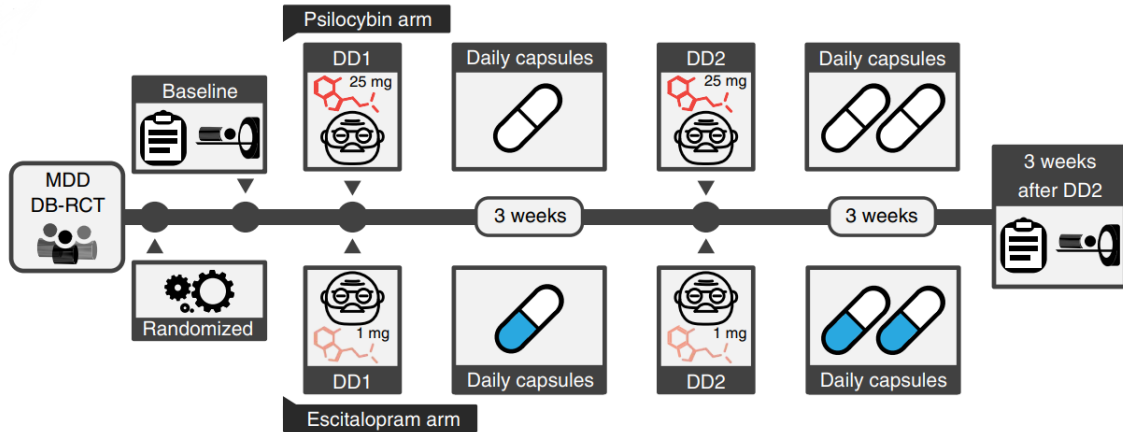 Psilocybin arm
DD1
25 mg
Daily capsules
DD2
25 mg
Daily capsules
Baseline
MDD
DB-RCT
3 weeks
3 weeks
3 weeks
after DD2
Randomized
1 mg
DD1
Daily capsules
1 mg
DD2
Daily capsules
Escitalopram arm